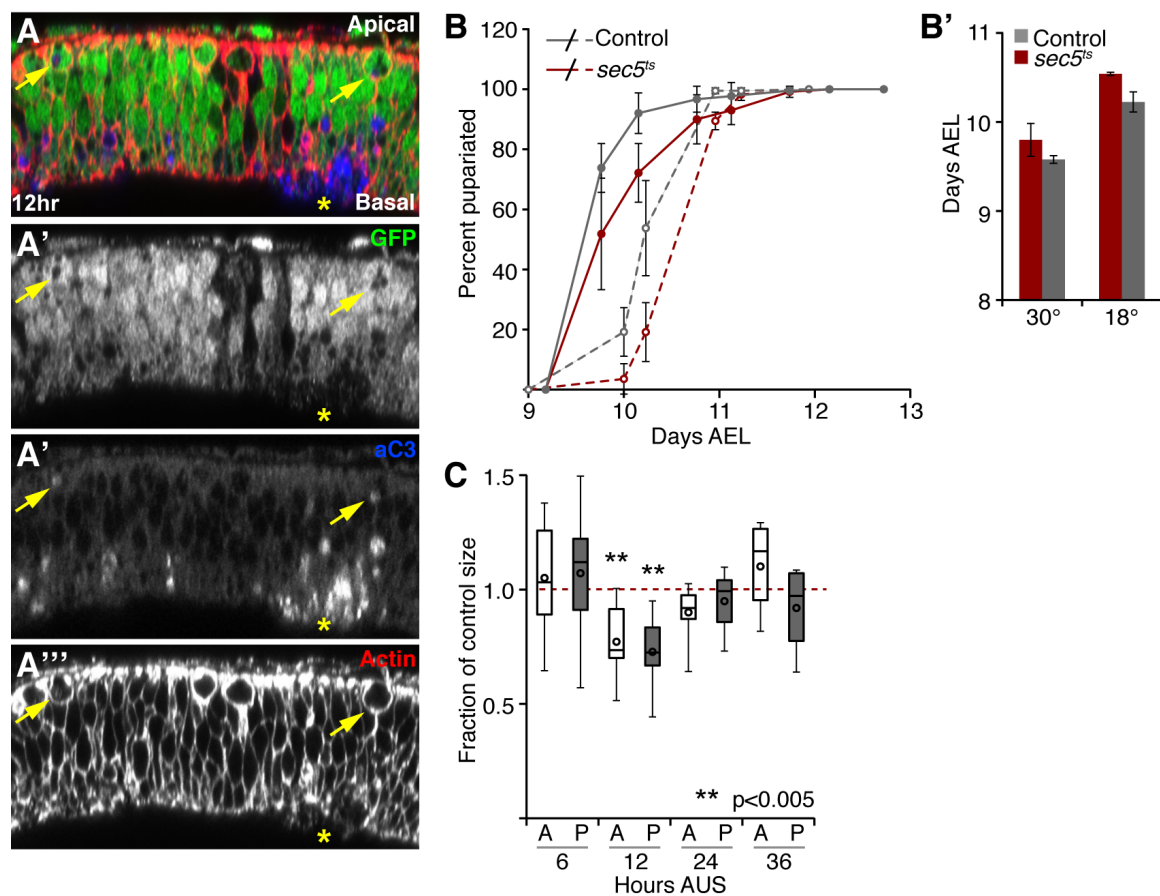 A
Apical
12hr
Basal
A'
GFP
A'
aC3
A'''
Actin
B
120
100
80
60
40
20
Percent pupariated
Control
sec5ts
9
10
11
12
13
Days AEL
B'
Control
sec5ts
11
10
9
8
Days AEL
30°
18°
C
1.5
1.0
0.5
Fraction of control size
**
**
** p<0.005
A P A P A P A P
6 12 24 36
Hours AUS